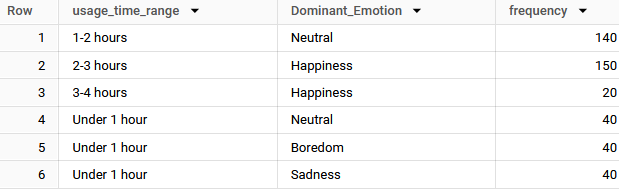 Row usage_time_range Dominant_Emotion frequency
1 1-2 hours Neutral 140
2 2-3 hours Happiness 150
3 3-4 hours Happiness 20
4 Under 1 hour Neutral 40
5 Under 1 hour Boredom 40
6 Under 1 hour Sadness 40